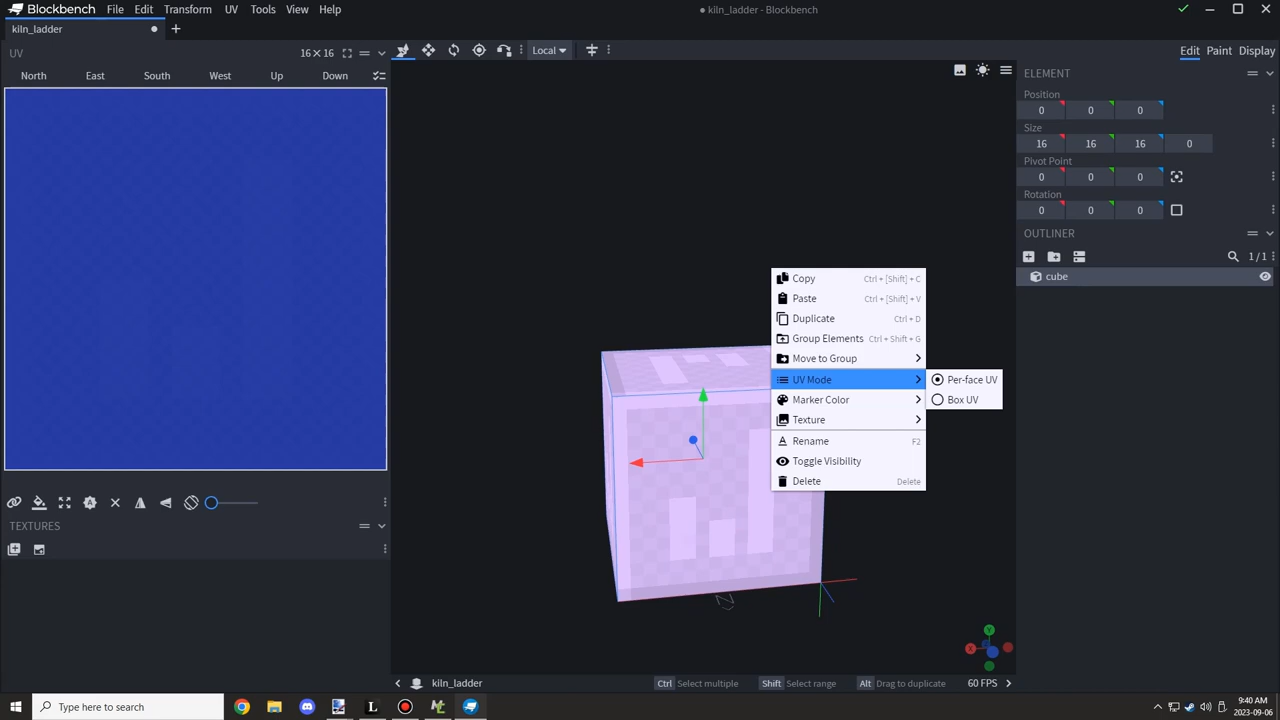 Blockbench File Edit Transform UV Tools View Help
kiln_ladder - Blockbench
kiln_ladder
UV 16×16
North East South West Up Down
Local
Edit Paint Display
ELEMENT
Position
0 0 0
Size
16 16 16 0
Pivot Point
0 0 0
Rotation
0 0 0
OUTLINER
1/1
cube
Copy Ctrl + [Shift] + C
Paste Ctrl + [Shift] + V
Duplicate Ctrl + D
Group Elements Ctrl + Shift + G
Move to Group
UV Mode
Per-face UV
Marker Color
Box UV
Texture
Rename F2
Toggle Visibility
Delete Delete
TEXTURES
N
Y
X
kiln_ladder
Ctrl Select multiple Shift Select range Alt Drag to duplicate 60 FPS
Type here to search
9:40 AM
2023-09-06